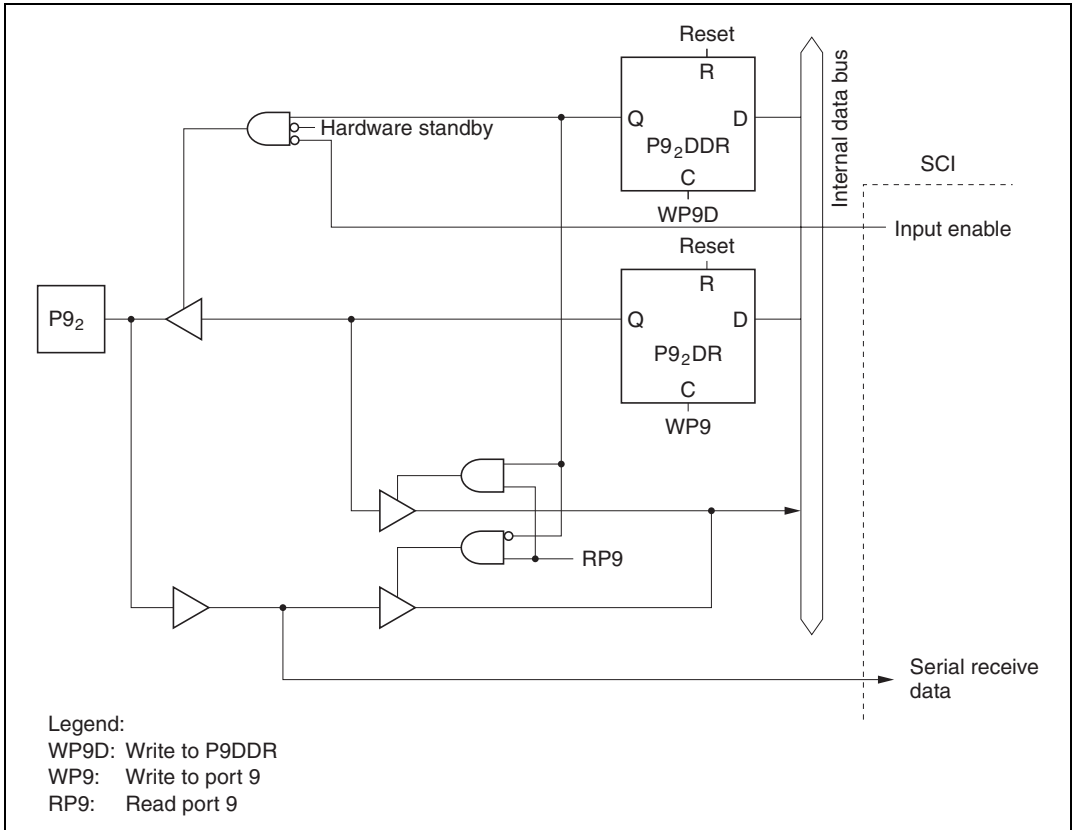 Reset
R
Q D
P9₂DDR
C
WP9D
Hardware standby
Internal data bus
SCI
Input enable
Reset
R
Q D
P9₂DR
C
WP9
P9₂
RP9
Serial receive
data
Legend:
WP9D: Write to P9DDR
WP9: Write to port 9
RP9: Read port 9